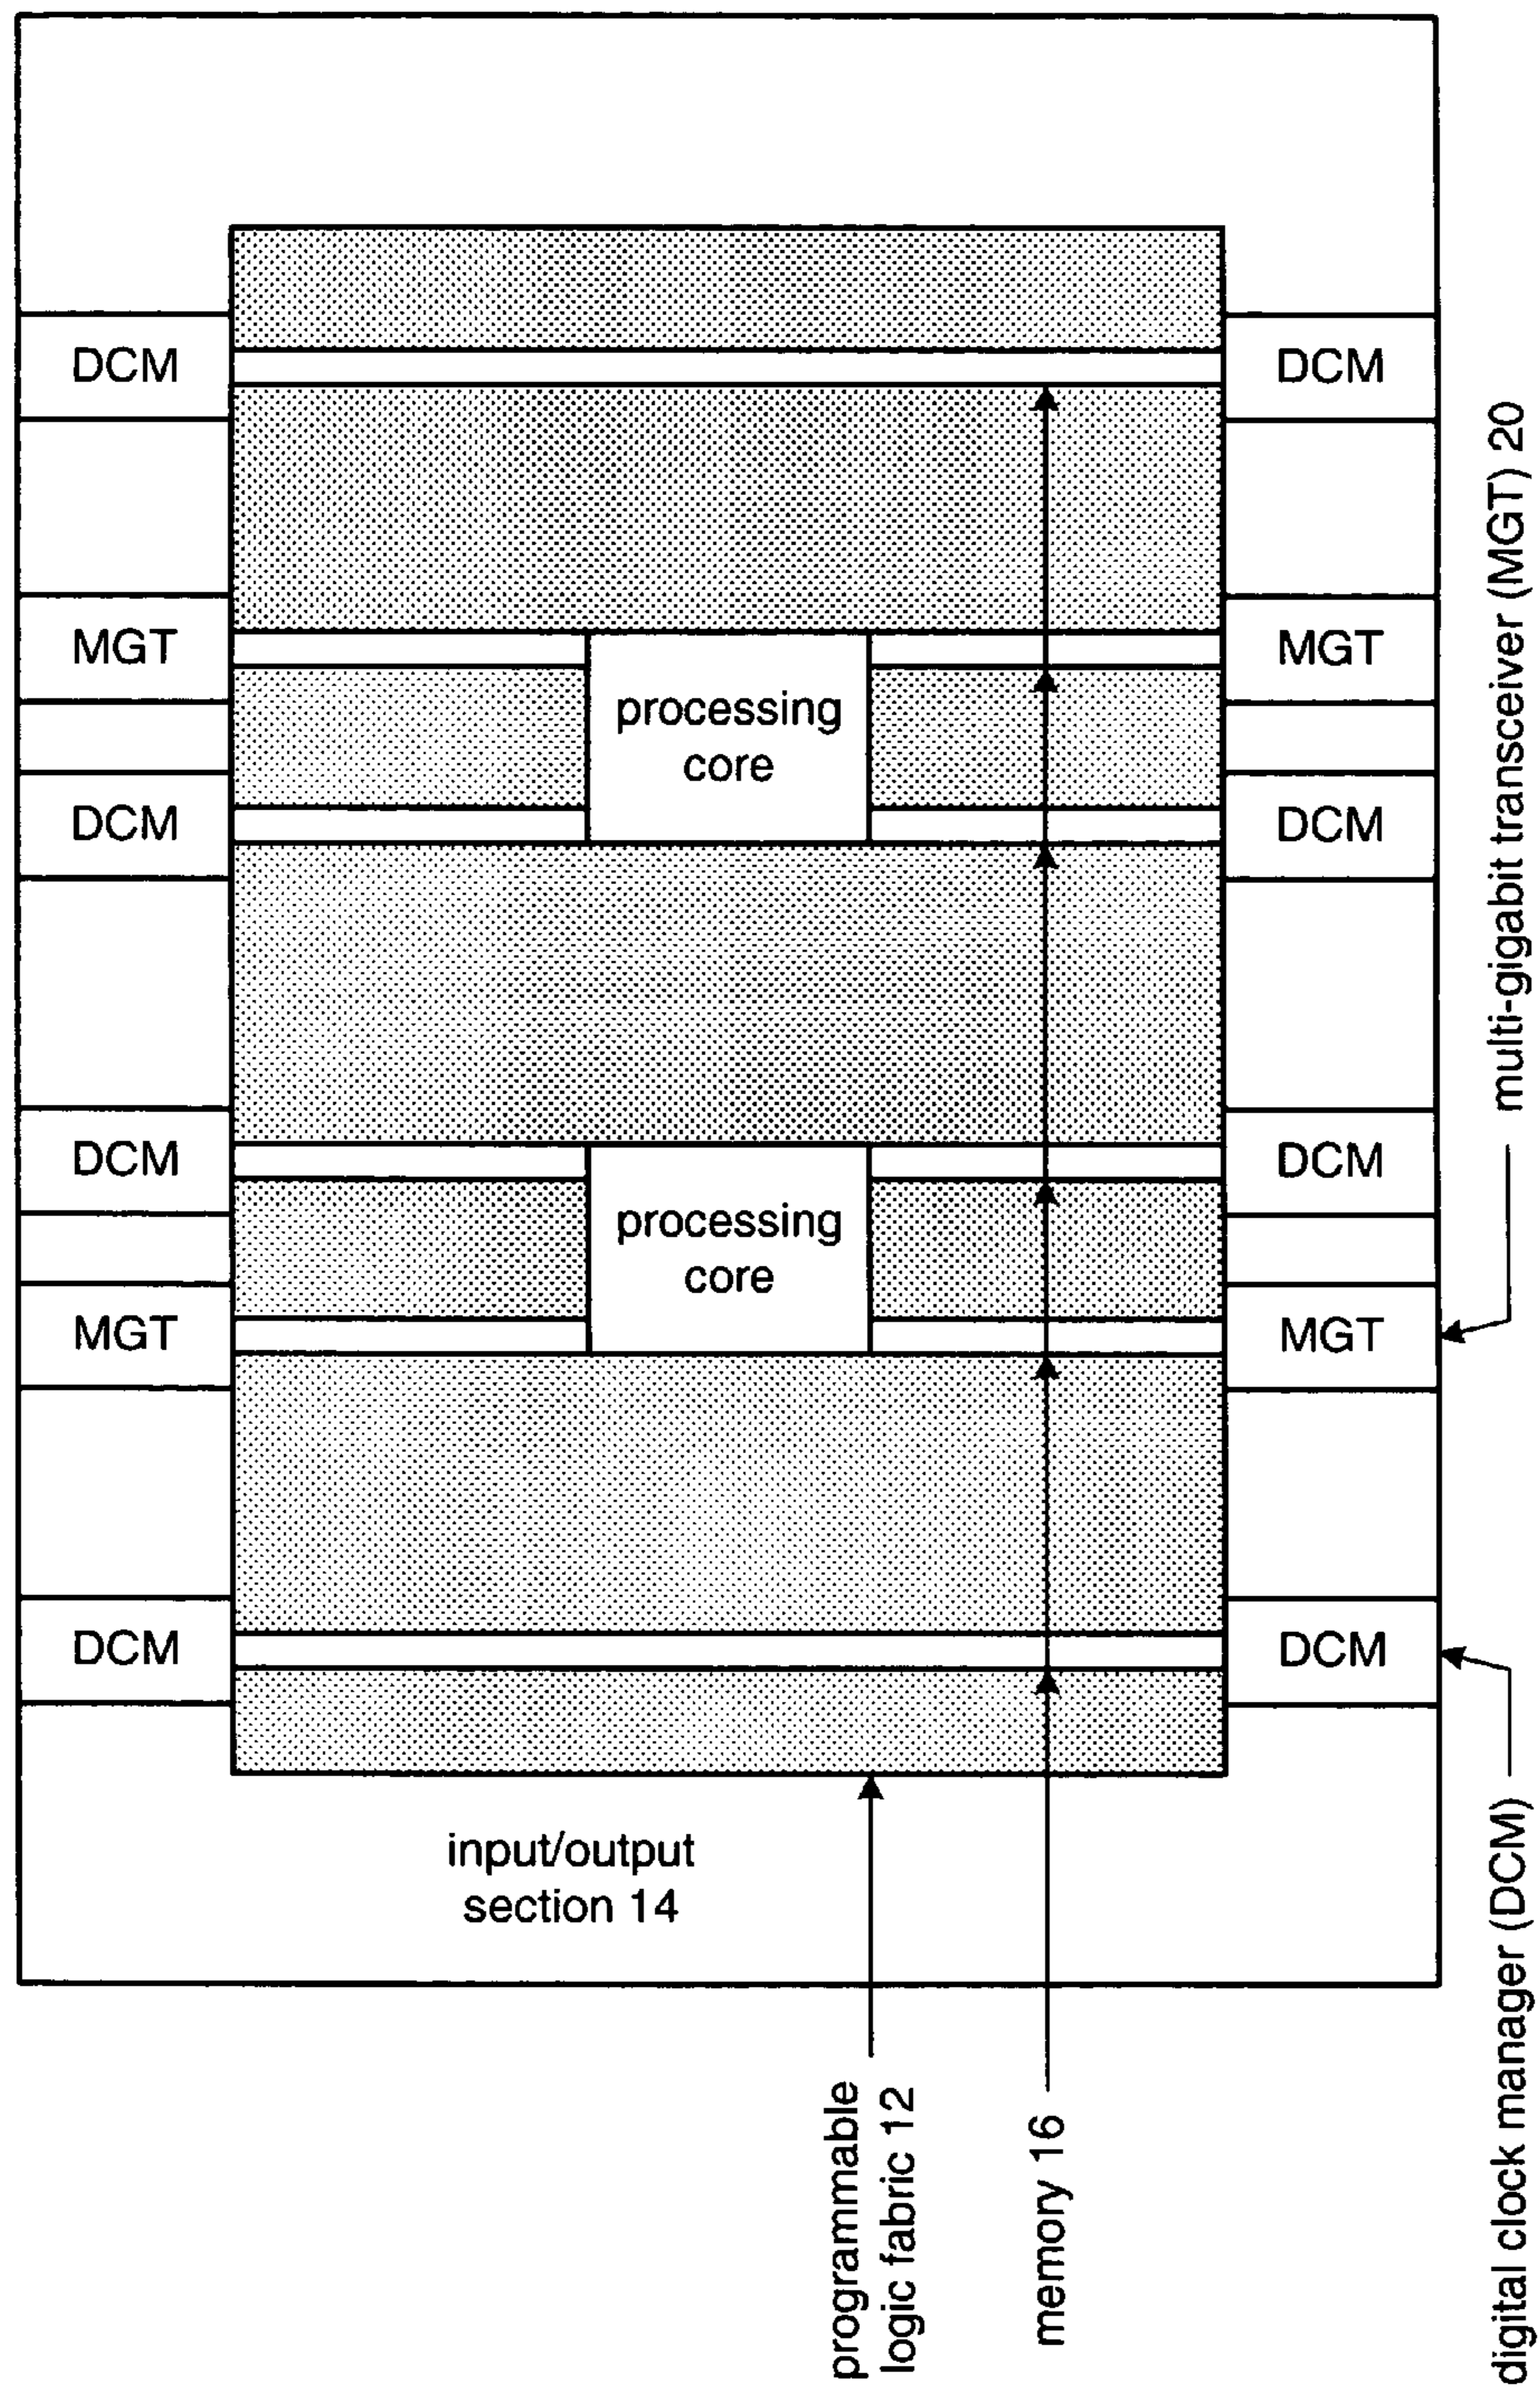 DCM
DCM
MGT
MGT
processing
core
DCM
DCM
multi-gigabit transceiver (MGT) 20
DCM
DCM
processing
core
MGT
MGT
DCM
DCM
input/output
section 14
programmable
logic fabric 12
memory 16
digital clock manager (DCM)